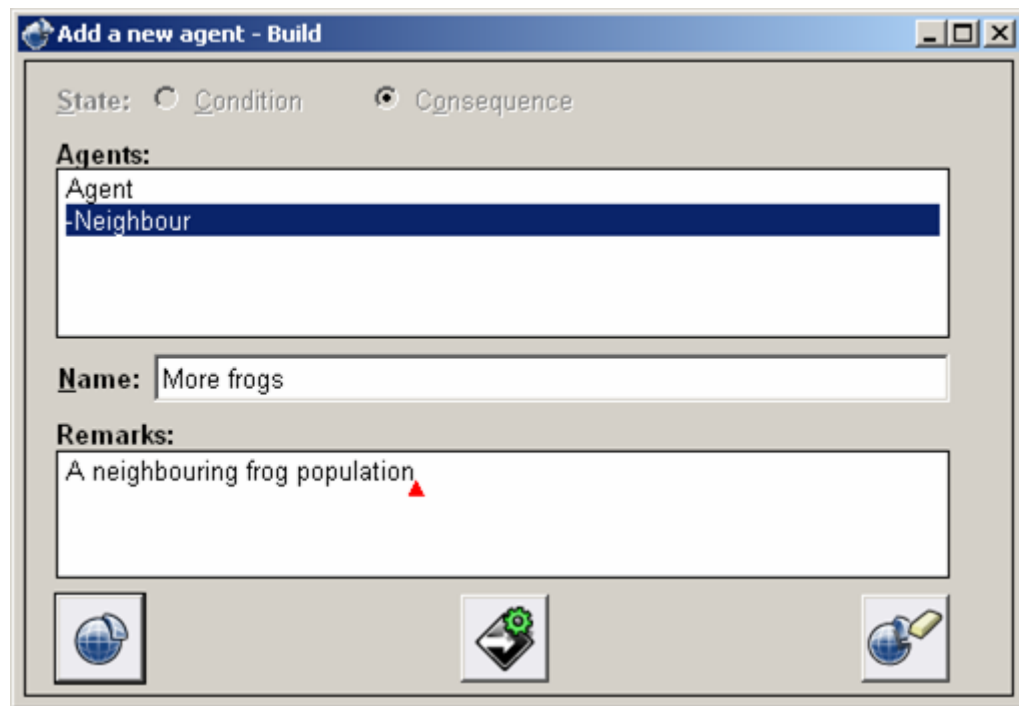 Add a new agent - Build
State: Condition Consequence
Agents:
Agent
-Neighbour
Name: More frogs
Remarks:
A neighbouring frog population